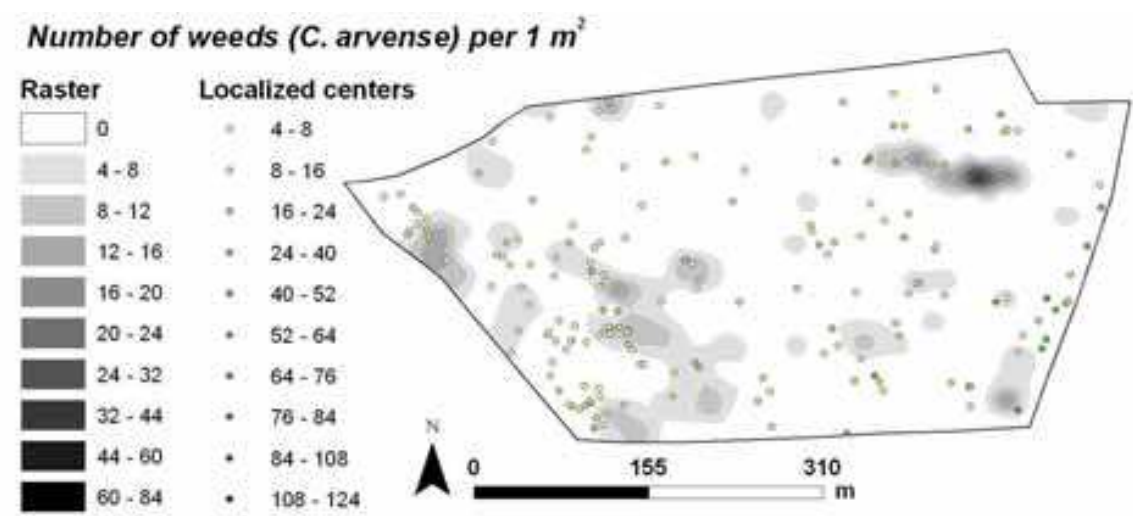 Number of weeds (C. arvense) per 1 m²
Raster
0
4 - 8
8 - 12
12 - 16
16 - 20
20 - 24
24 - 32
32 - 44
44 - 60
60 - 84
Localized centers
4 - 8
8 - 16
16 - 24
24 - 40
40 - 52
52 - 64
64 - 76
76 - 84
84 - 108
108 - 124
N
0 155 310
m